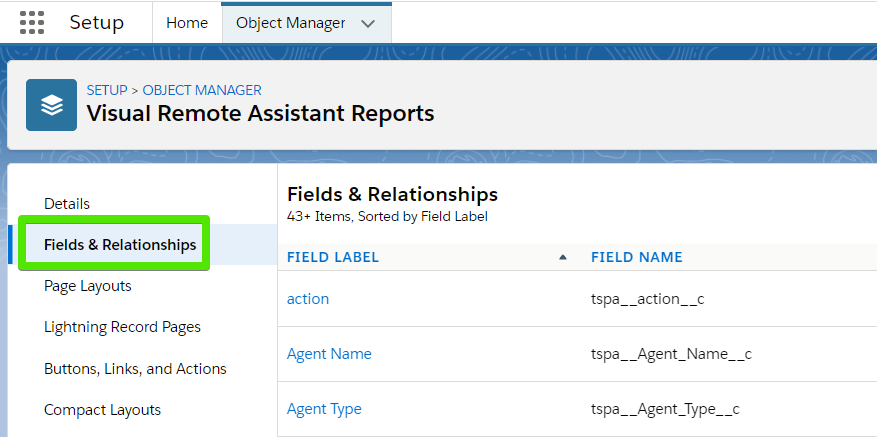 Setup
Home
Object Manager
SETUP > OBJECT MANAGER
Visual Remote Assistant Reports
Details
Fields & Relationships
Page Layouts
Lightning Record Pages
Buttons, Links, and Actions
Compact Layouts
Fields & Relationships
43+ Items, Sorted by Field Label
FIELD LABEL FIELD NAME
action tspa__action__c
Agent Name tspa__Agent_Name__c
Agent Type tspa__Agent_Type__c